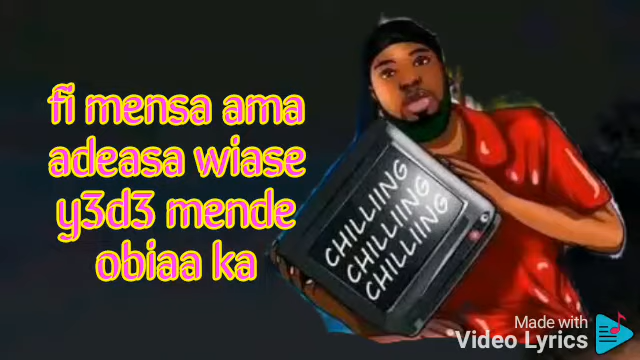 fi mensa ama
adeasa wiase
y3d3 mende
obiaa ka
CHILLIING
CHILLIING
CHILLIING
Made with
Video Lyrics